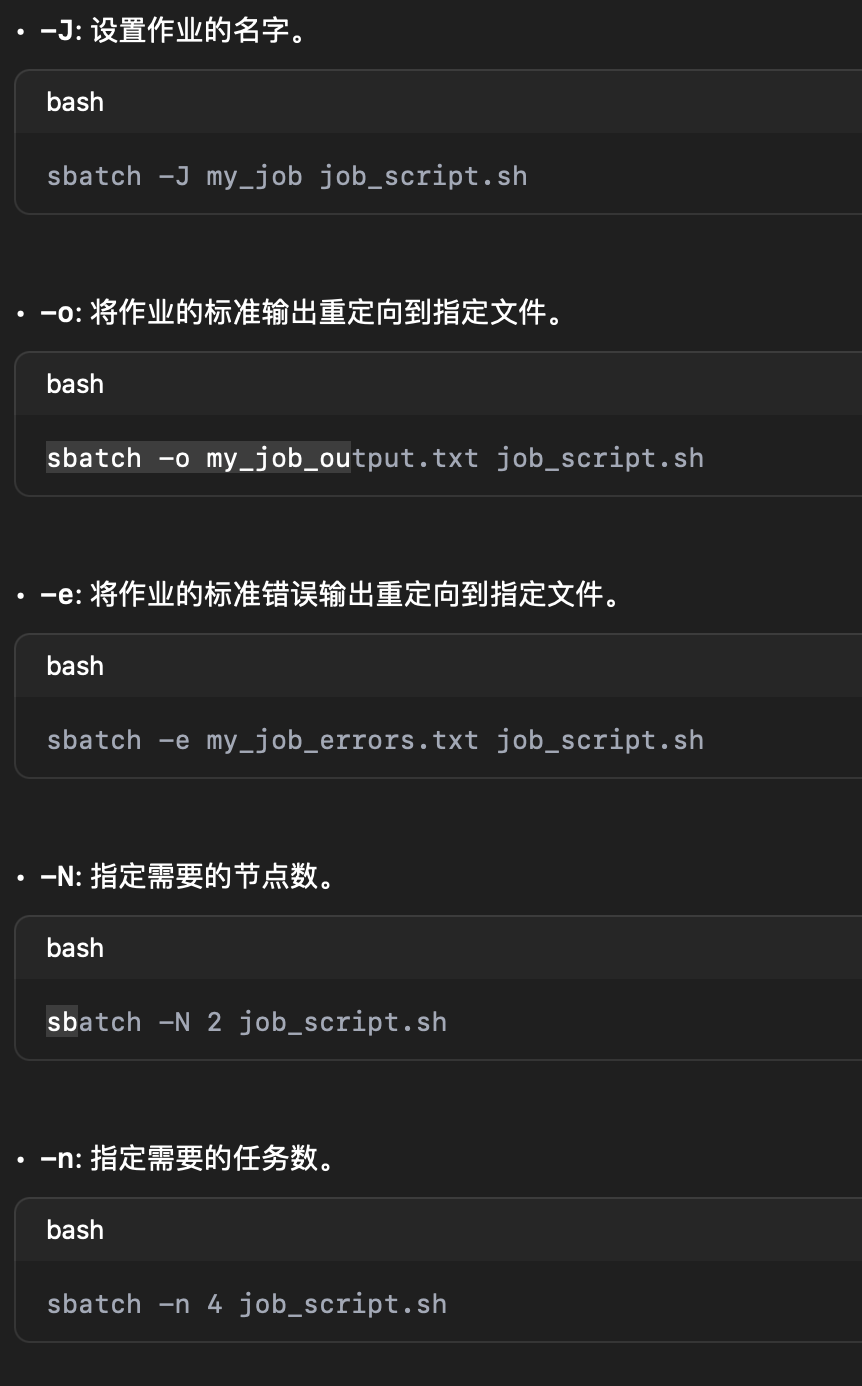 • -J: 设置作业的名字。
bash
sbatch -J my_job job_script.sh
• -o: 将作业的标准输出重定向到指定文件。
bash
sbatch -o my_job_output.txt job_script.sh
• -e: 将作业的标准错误输出重定向到指定文件。
bash
sbatch -e my_job_errors.txt job_script.sh
• -N: 指定需要的节点数。
bash
sbatch -N 2 job_script.sh
• -n: 指定需要的任务数。
bash
sbatch -n 4 job_script.sh